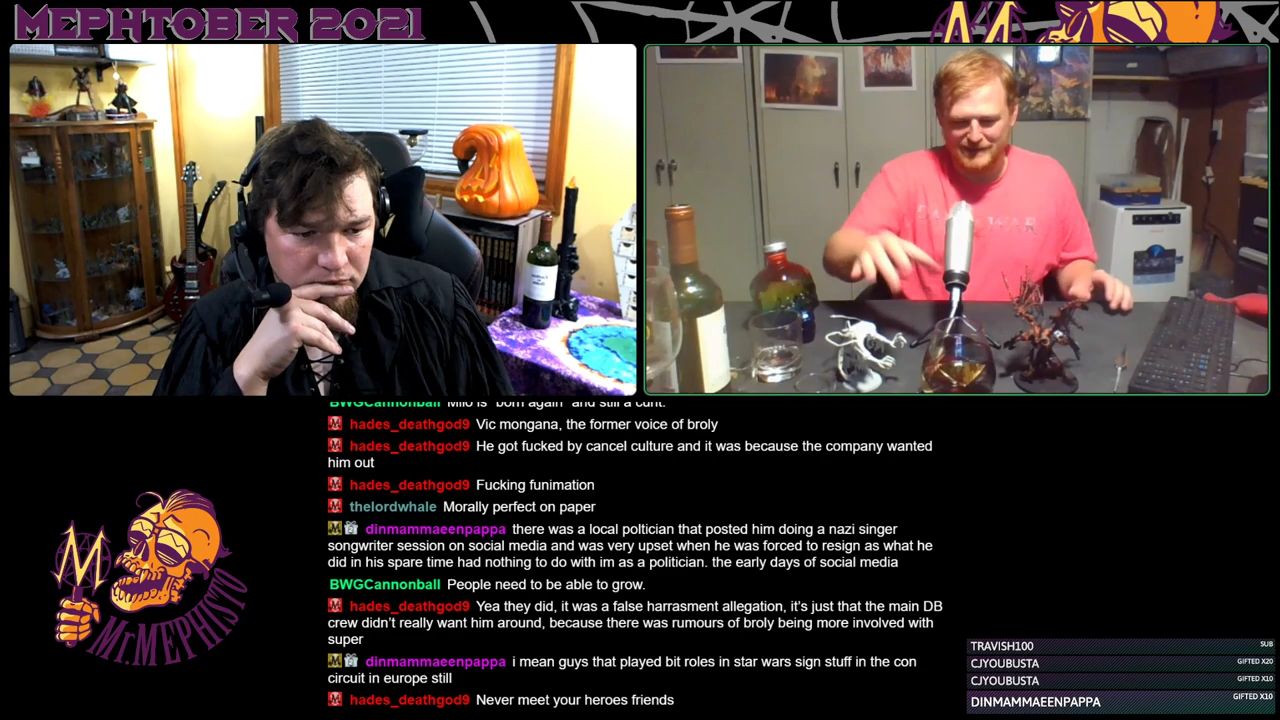 MEPHTOBER 2021
BWGCannonball Milo is "born again" and still a cunt.
hades_deathgod9 Vic mongana, the former voice of broly
hades_deathgod9 He got fucked by cancel culture and it was because the company wanted
him out
hades_deathgod9 Fucking funimation
thelordwhale Morally perfect on paper
dinmammaeenpappa there was a local poltician that posted him doing a nazi singer
songwriter session on social media and was very upset when he was forced to resign as what he
did in his spare time had nothing to do with im as a politician. the early days of social media
BWGCannonball People need to be able to grow.
hades_deathgod9 Yea they did, it was a false harrasment allegation, it's just that the main DB
crew didn't really want him around, because there was rumours of broly being more involved with
super
dinmammaeenpappa i mean guys that played bit roles in star wars sign stuff in the con
circuit in europe still
hades_deathgod9 Never meet your heroes friends
M
Mr.MEPHISTO
TRAVISH100 SUB
CJYOUBUSTA GIFTED X20
CJYOUBUSTA GIFTED X10
DINMAMMAEENPAPPA GIFTED X10